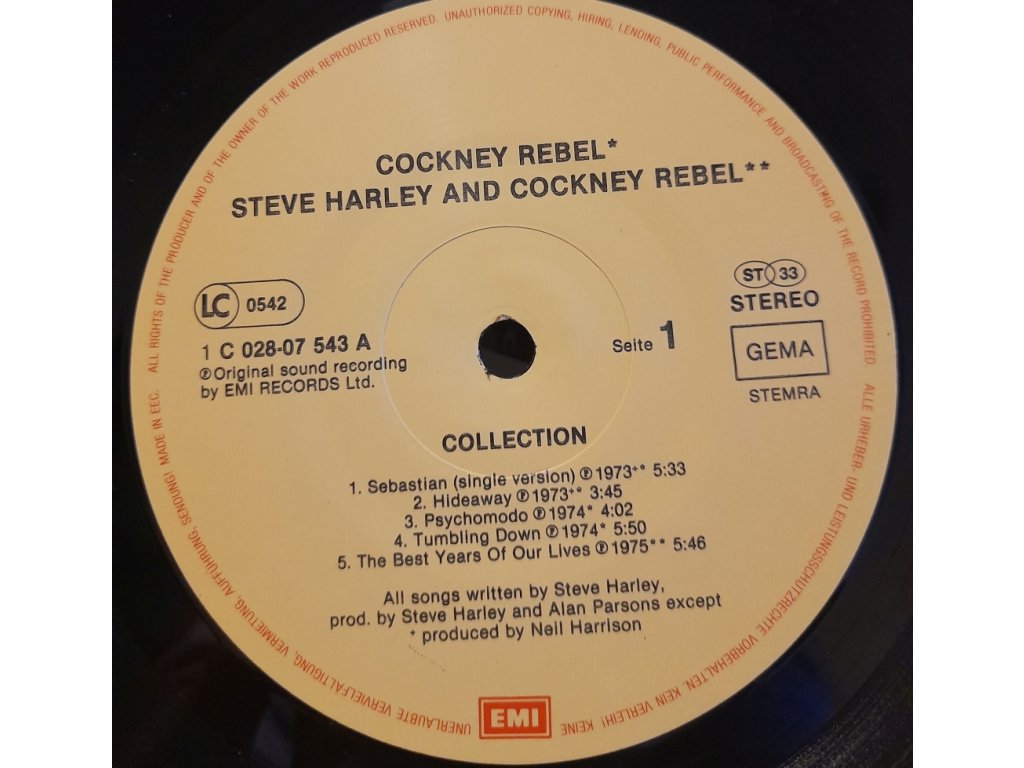 ALL RIGHTS OF THE PRODUCER AND OF THE OWNER OF THE WORK REPRODUCED RESERVED. UNAUTHORIZED COPYING, HIRING, LENDING, PUBLIC PERFORMANCE AND BROADCASTING OF THE RECORD PROHIBITED
COCKNEY REBEL*
STEVE HARLEY AND COCKNEY REBEL**
LC 0542
1 C 028-07 543 A
℗Original sound recording
by EMI RECORDS Ltd.
Seite 1
ST 33
STEREO
GEMA
STEMRA
COLLECTION
1. Sebastian (single version) ℗ 1973+* 5:33
2. Hideaway ℗ 1973+* 3:45
3. Psychomodo ℗ 1974* 4:02
4. Tumbling Down ℗ 1974* 5:50
5. The Best Years Of Our Lives ℗ 1975** 5:46
All songs written by Steve Harley,
prod. by Steve Harley and Alan Parsons except
+ produced by Neil Harrison
ALLE URHEBER- UND LEISTUNGSSCHUTZRECHTE VORBEHALTEN. KEIN VERLEIH! KEINE
UNERLAUBTE VERVIELFÄLTIGUNG, VERMIETUNG, AUFFÜHRUNG, SENDUNG! MADE IN EEC.
EMI